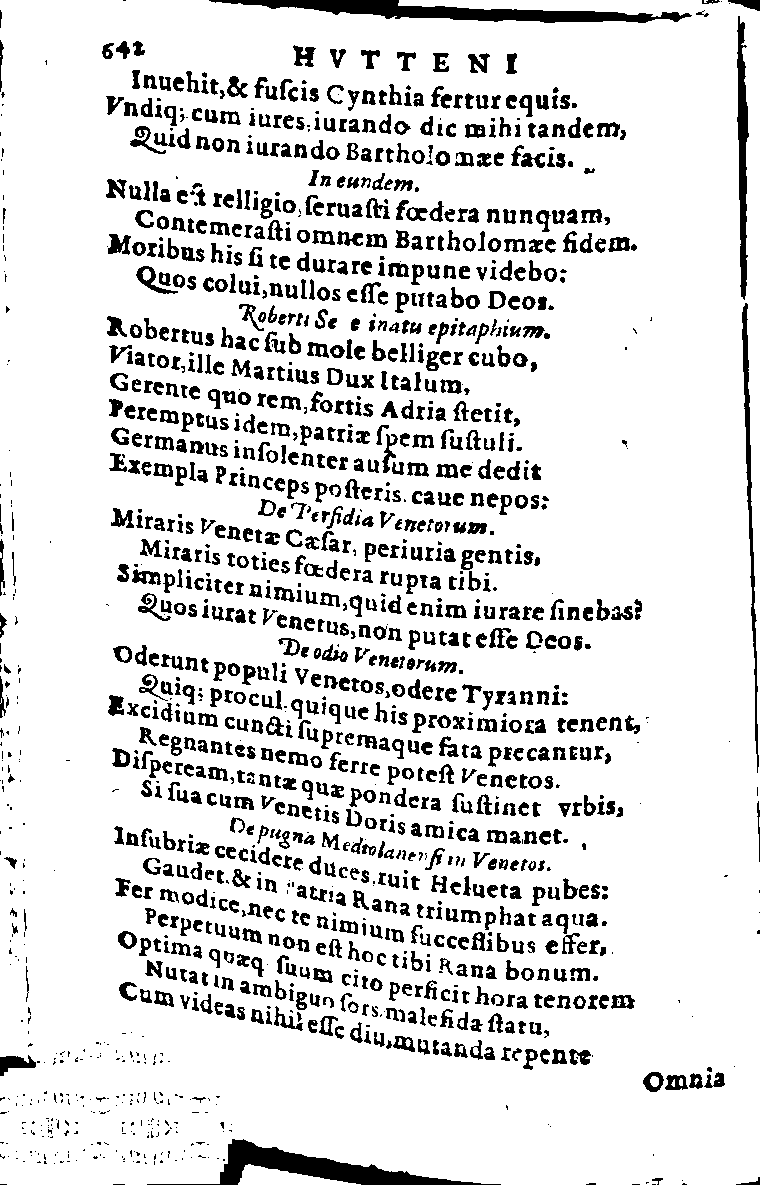 642 HVTTENI
Inuehit,& fuſcis Cynthia fertur equis.
Vndiq; cum iures, iurando dic mihi tandem,
Quid non iurando Bartholomæe facis.
In eundem.
Nulla eſt relligio, ſeruaſti fœdera nunquam,
Contemeraſti omnem Bartholomæe fidem.
Moribus his ſi te durare impune videbo:
Quos colui, nullos eſſe putabo Deos.
Roberti Se e inatu epitaphium.
Robertus hac ſub mole belliger cubo,
Viator, ille Martius Dux Italum,
Gerente quo rem, fortis Adria ſtetit,
Peremptus idem, patriæ ſpem ſuſtuli.
Germanus inſolenter auſum me dedit
Exempla Princeps poſteris. caue nepos:
De Perfidia Venetorum.
Miraris Venetæ Cæſar, periuria gentis,
Miraris toties fœdera rupta tibi.
Simpliciter nimium, quid enim iurare ſinebas?
Quos iurat Venetus, non putat eſſe Deos.
De odio Venetorum.
Oderunt populi Venetos, odere Tyranni:
Quiq; procul. quique his proximiora tenent,
Excidium cuncti ſupremaque fata precantur,
Regnantes nemo ferre poteſt Venetos.
Diſpeream, tantæ quæ pondera ſuſtinet vrbis,
Si ſua cum Venetis Doris amica manet.
De pugna Mediolanenſi in Venetos.
Inſubriæ cecidere duces, ruit Helueta pubes:
Gaudet. & in patria Rana triumphat aqua.
Fer modice, nec te nimium ſucceſſibus effer,
Perpetuum non eſt hoc tibi Rana bonum.
Optima quæq ſuum cito perficit hora tenorem
Nutat in ambiguo ſors malefida ſtatu,
Cum videas nihil eſſe diu, mutanda repente
Omnia